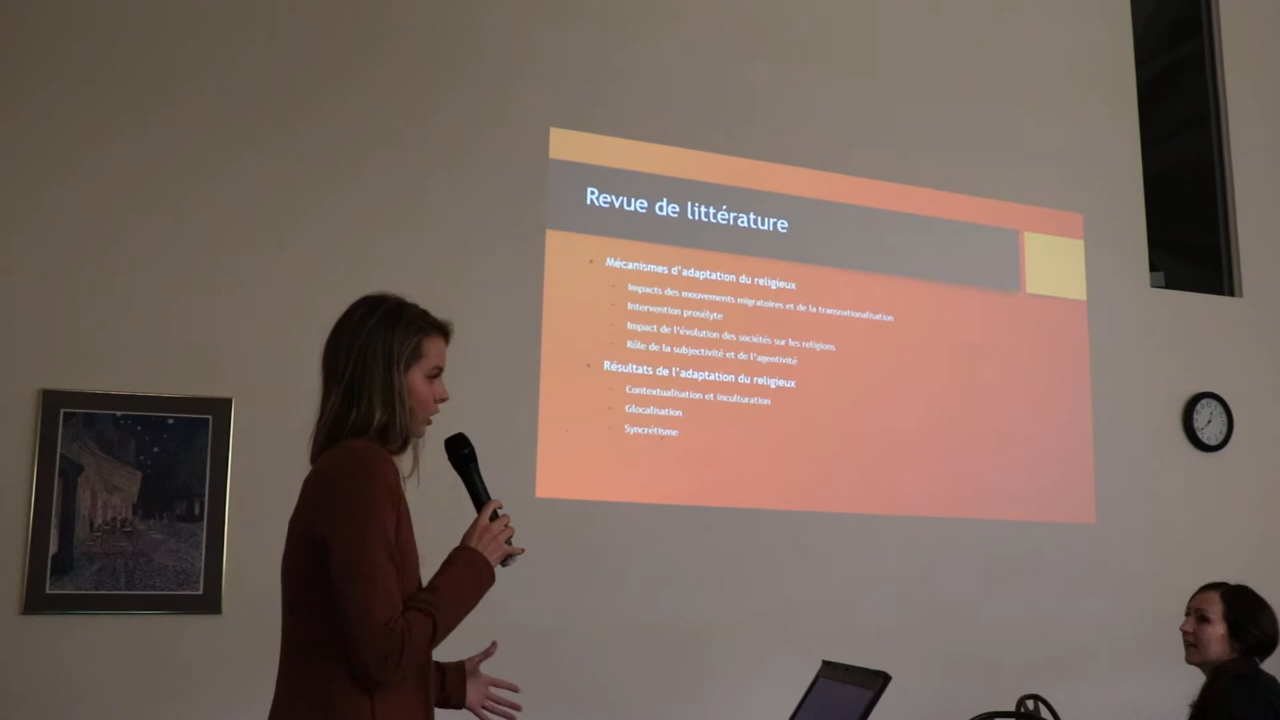 Revue de littérature
Mécanismes d'adaptation du religieux
Impacts des mouvements migratoires et de la transnationalisation
Intervention prosélyte
Impact de l'évolution des sociétés sur les religions
Rôle de la subjectivité et de l'agentivité
Résultats de l'adaptation du religieux
Contextualisation et inculturation
Glocalisation
Syncrétisme